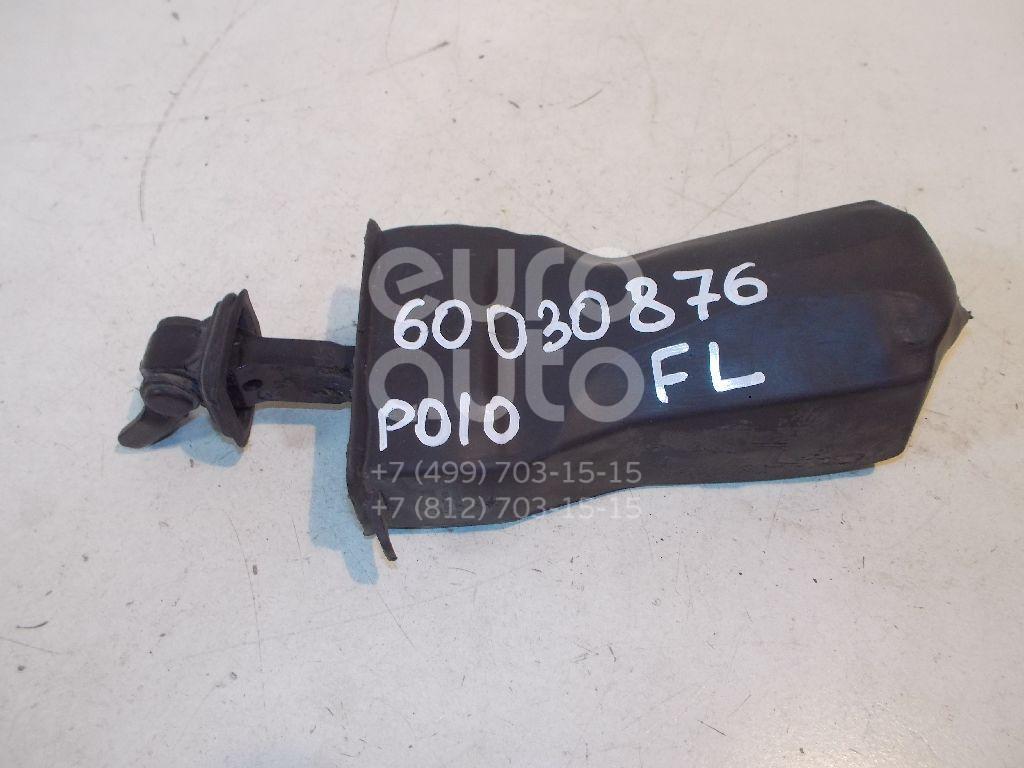 euro
auto
60030876
FL
POLO
+7 (499) 703-15-15
+7 (812) 703-15-15